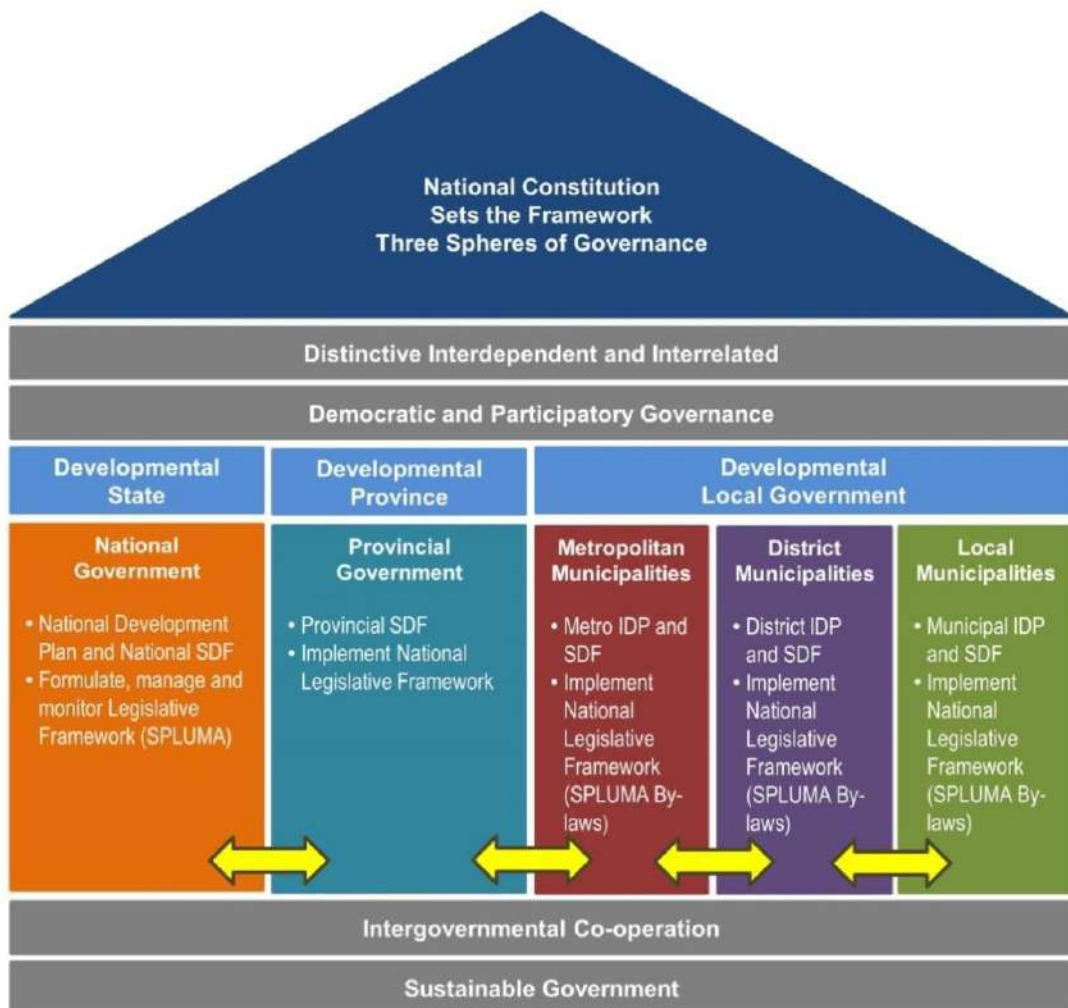 National Constitution
Sets the Framework
Three Spheres of Governance
Distinctive Interdependent and Interrelated
Democratic and Participatory Governance
Developmental
State
Developmental
Province
Developmental
Local Government
National
Government
• National Development
Plan and National SDF
• Formulate, manage and
monitor Legislative
Framework (SPLUMA)
Provincial
Government
• Provincial SDF
• Implement National
Legislative Framework
Metropolitan
Municipalities
• Metro IDP and
SDF
• Implement
National
Legislative
Framework
(SPLUMA By-
laws)
District
Municipalities
• District IDP
and SDF
• Implement
National
Legislative
Framework
(SPLUMA By-
laws)
Local
Municipalities
• Municipal IDP
and SDF
• Implement
National
Legislative
Framework
(SPLUMA By-
laws)
Intergovernmental Co-operation
Sustainable Government